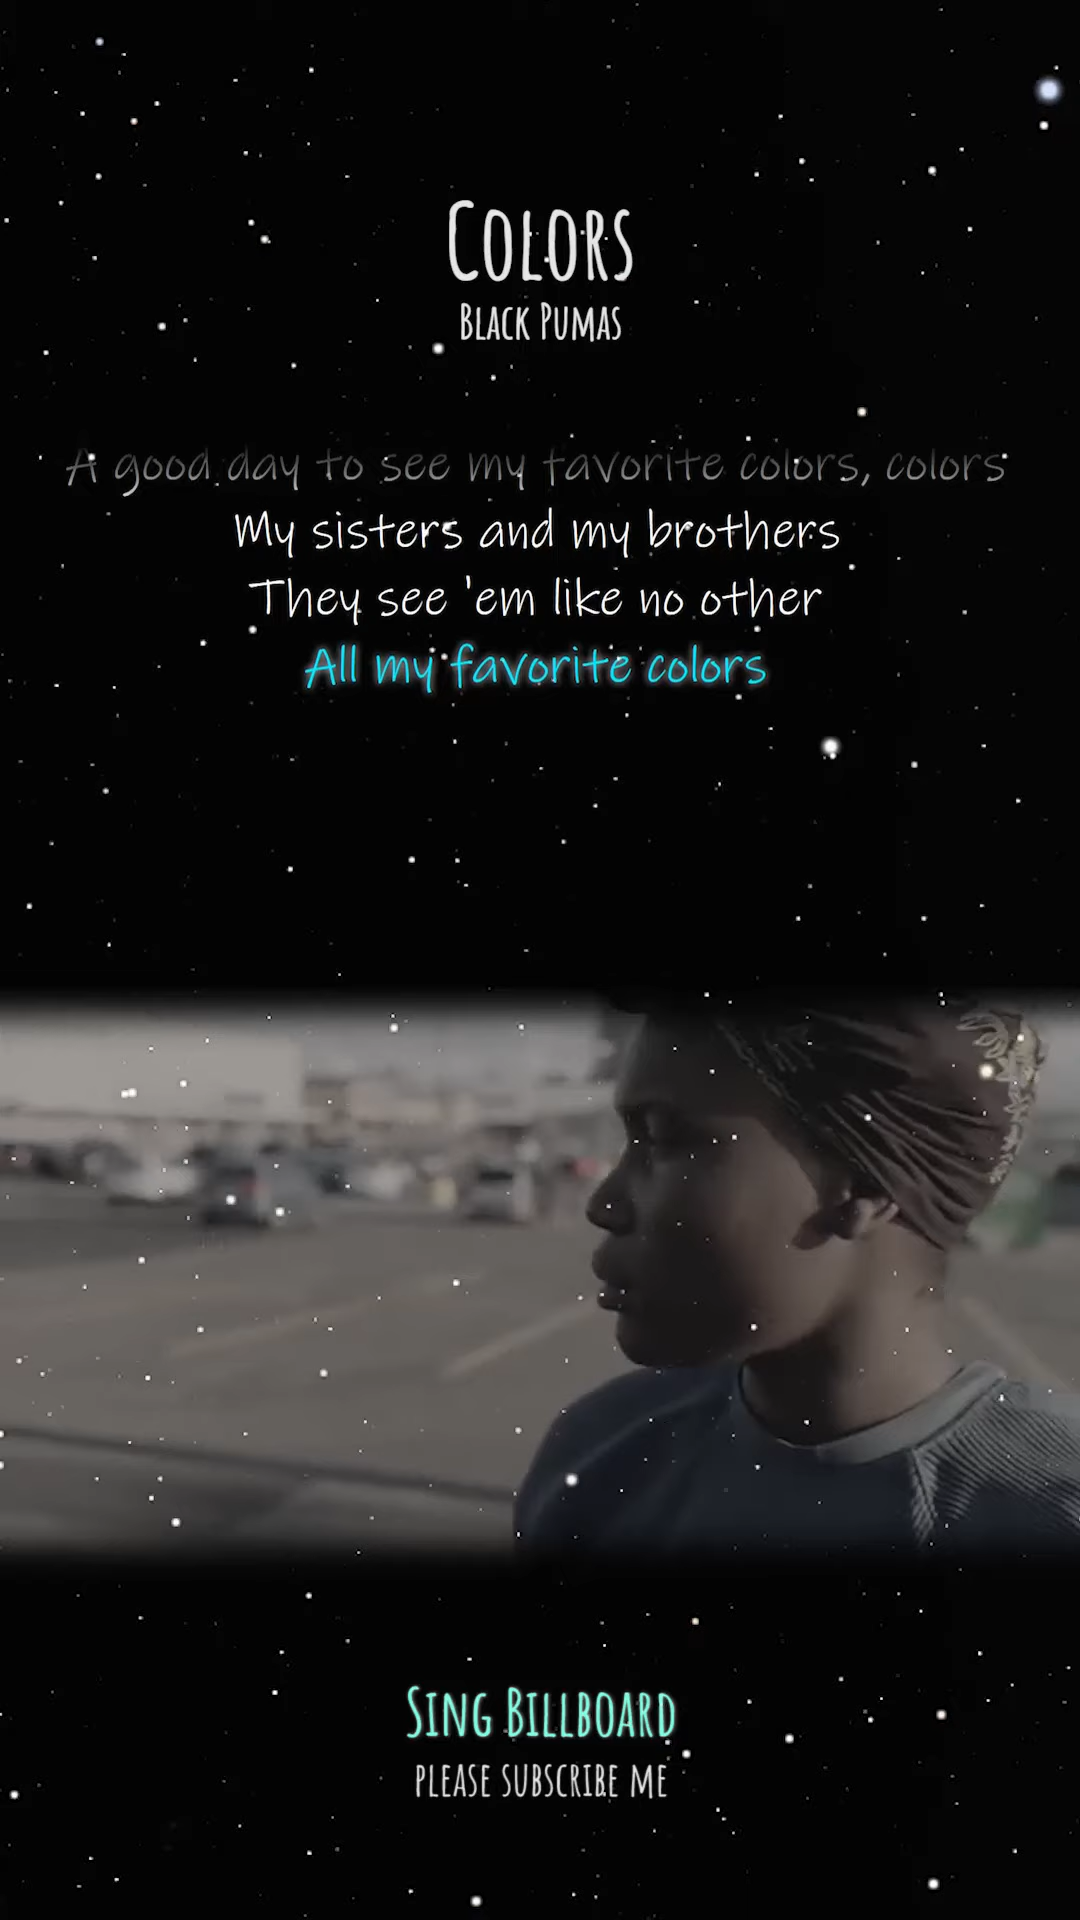 Colors
Black Pumas
A good day to see my favorite colors, colors
My sisters and my brothers
They see 'em like no other
All my favorite colors
Sing Billboard
please subscribe me